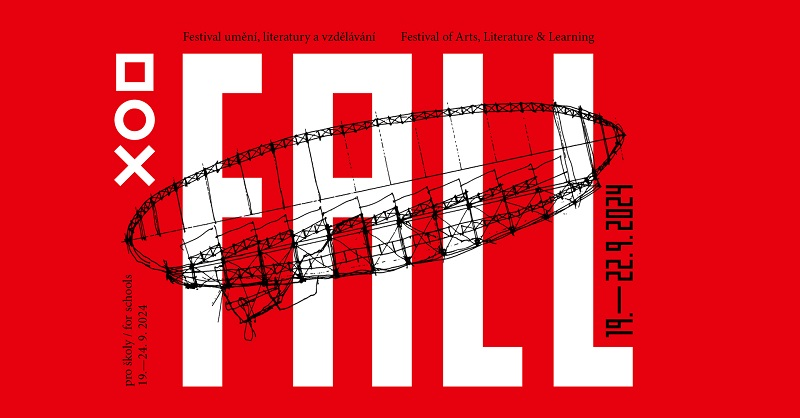 Festival umění, literatury a vzdělávání
Festival of Arts, Literature & Learning
FALL
19.—22.9.2024
pro školy / for schools
19.—24. 9. 2024